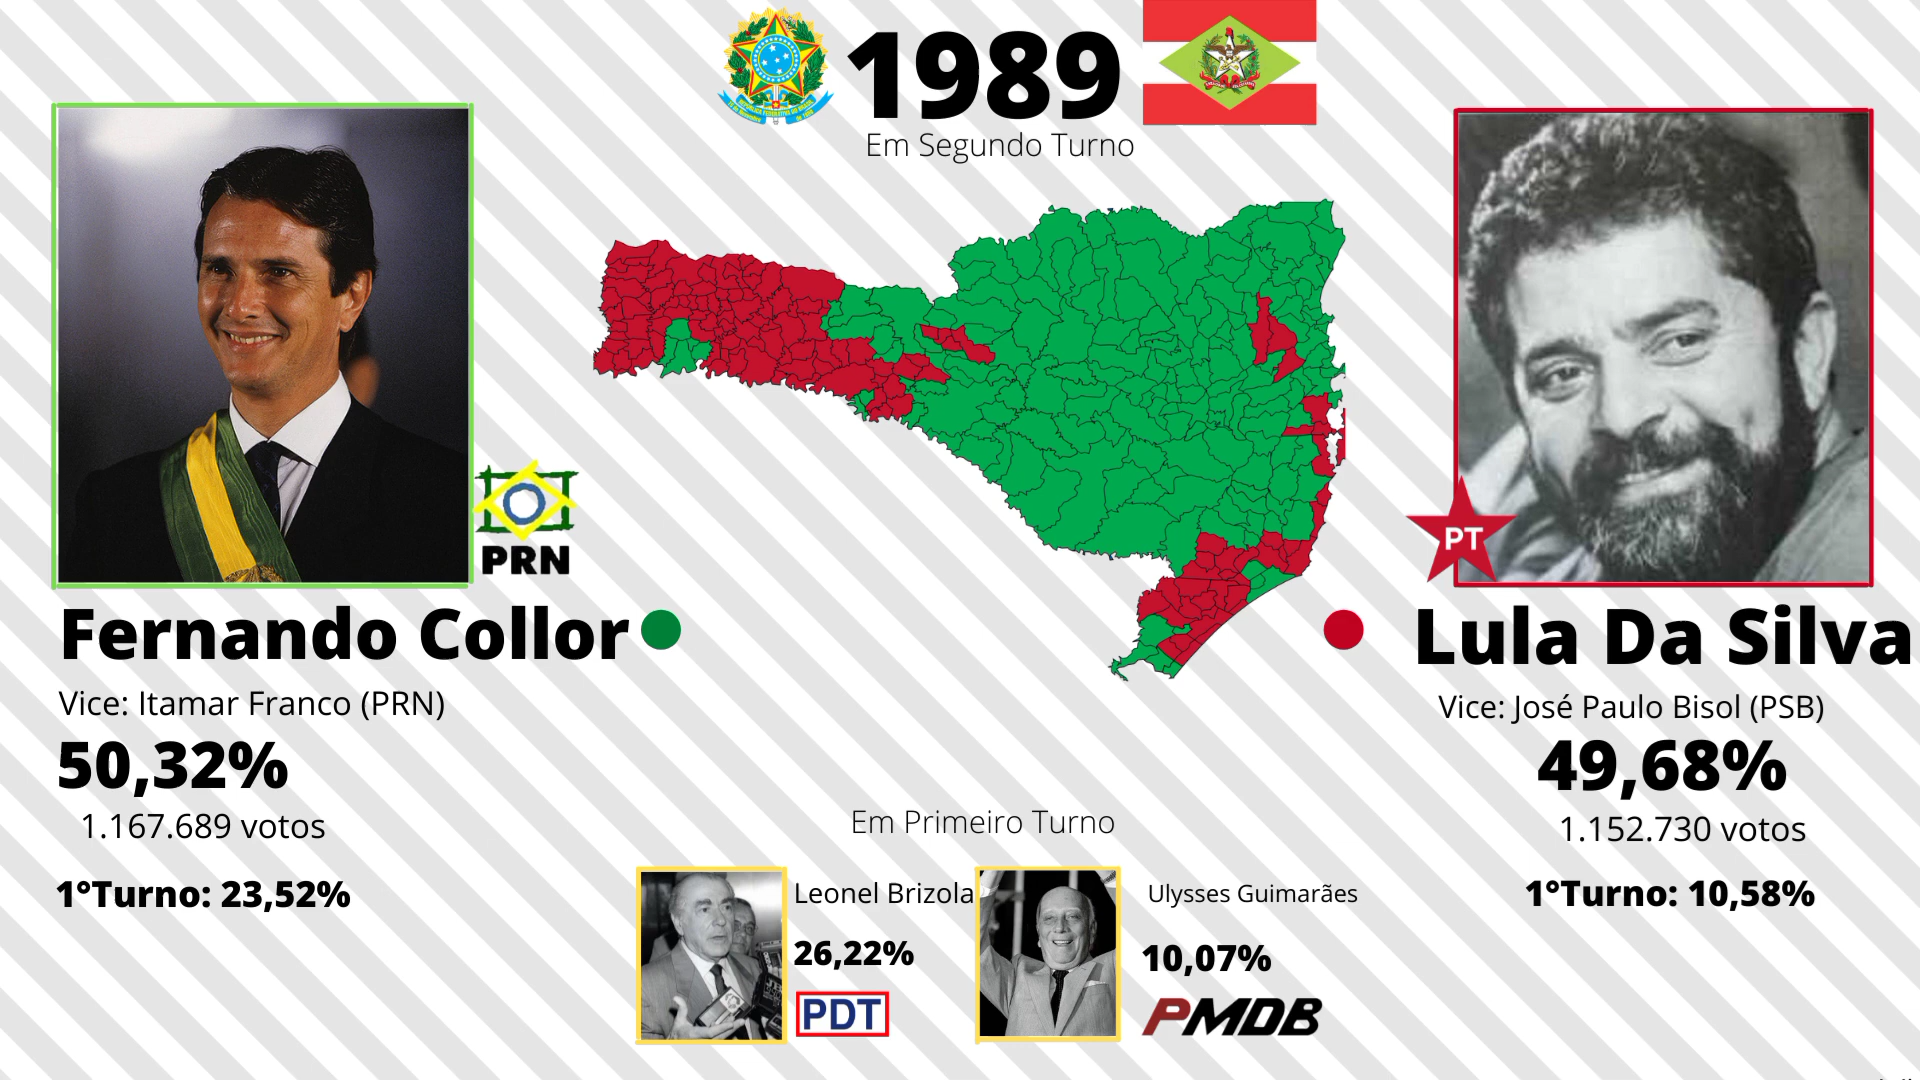 1989
Em Segundo Turno
PRN
PT
Fernando Collor
Vice: Itamar Franco (PRN)
50,32%
1.167.689 votos
1°Turno: 23,52%
Lula Da Silva
Vice: José Paulo Bisol (PSB)
49,68%
1.152.730 votos
1°Turno: 10,58%
Em Primeiro Turno
Leonel Brizola
26,22%
PDT
Ulysses Guimarães
10,07%
PMDB